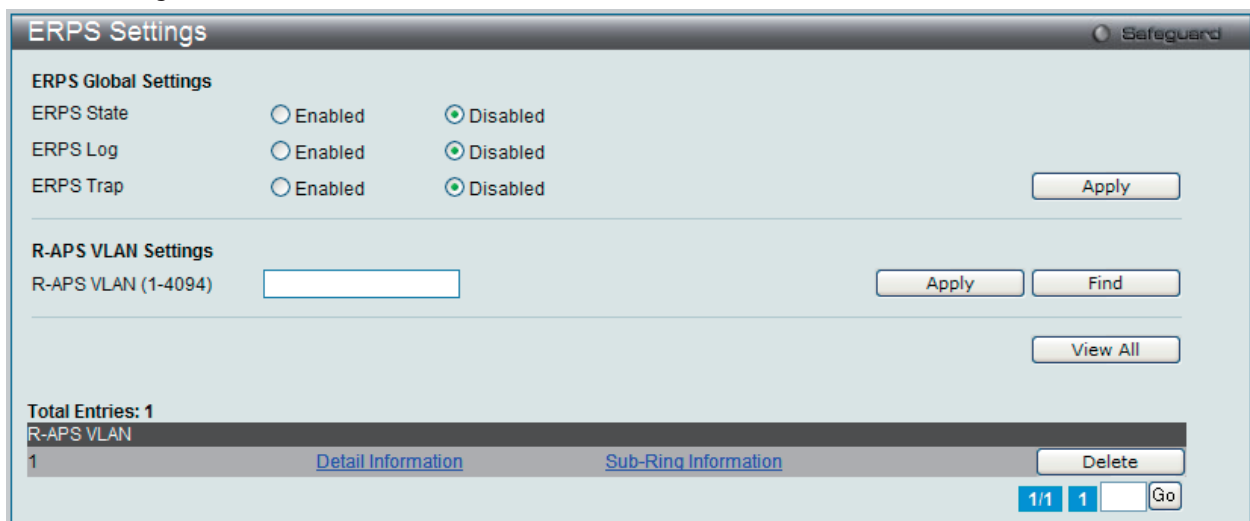 ERPS Settings Safeguard
ERPS Global Settings
ERPS State Enabled Disabled
ERPS Log Enabled Disabled
ERPS Trap Enabled Disabled Apply
R-APS VLAN Settings
R-APS VLAN (1-4094) Apply Find
View All
Total Entries: 1
R-APS VLAN
1 Detail Information Sub-Ring Information Delete
1/1 1 Go